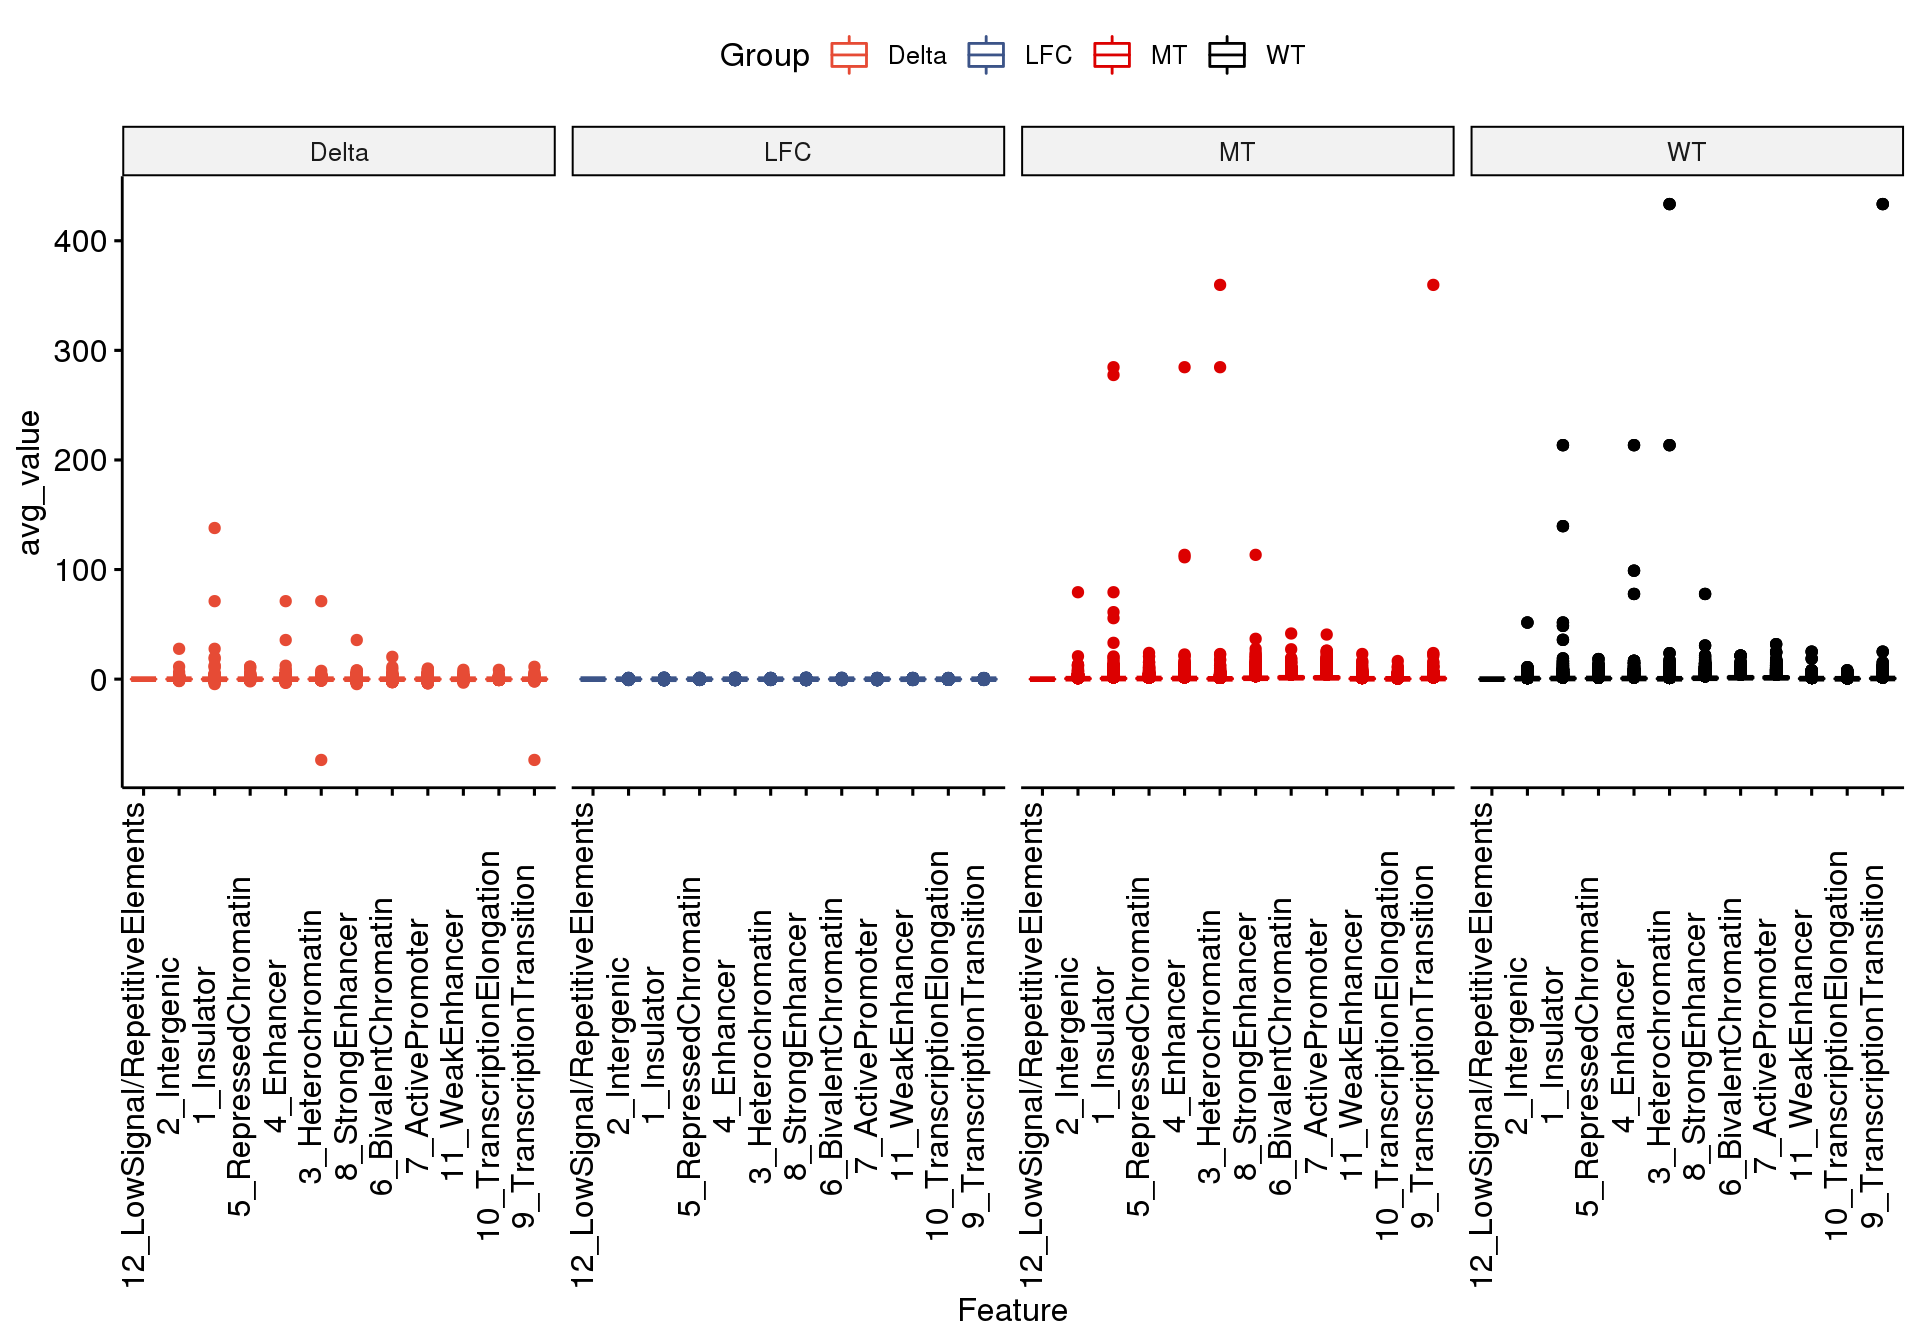 Group Delta LFC MT WT
Delta LFC MT WT
400
300
200
100
0
avg_value
12_LowSignal/RepetitiveElements
2_Intergenic
1_Insulator
5_RepressedChromatin
4_Enhancer
3_Heterochromatin
8_StrongEnhancer
6_BivalentChromatin
7_ActivePromoter
11_WeakEnhancer
10_TranscriptionElongation
9_TranscriptionTransition
12_LowSignal/RepetitiveElements
2_Intergenic
1_Insulator
5_RepressedChromatin
4_Enhancer
3_Heterochromatin
8_StrongEnhancer
6_BivalentChromatin
7_ActivePromoter
11_WeakEnhancer
10_TranscriptionElongation
9_TranscriptionTransition
12_LowSignal/RepetitiveElements
2_Intergenic
1_Insulator
5_RepressedChromatin
4_Enhancer
3_Heterochromatin
8_StrongEnhancer
6_BivalentChromatin
7_ActivePromoter
11_WeakEnhancer
10_TranscriptionElongation
9_TranscriptionTransition
12_LowSignal/RepetitiveElements
2_Intergenic
1_Insulator
5_RepressedChromatin
4_Enhancer
3_Heterochromatin
8_StrongEnhancer
6_BivalentChromatin
7_ActivePromoter
11_WeakEnhancer
10_TranscriptionElongation
9_TranscriptionTransition
Feature